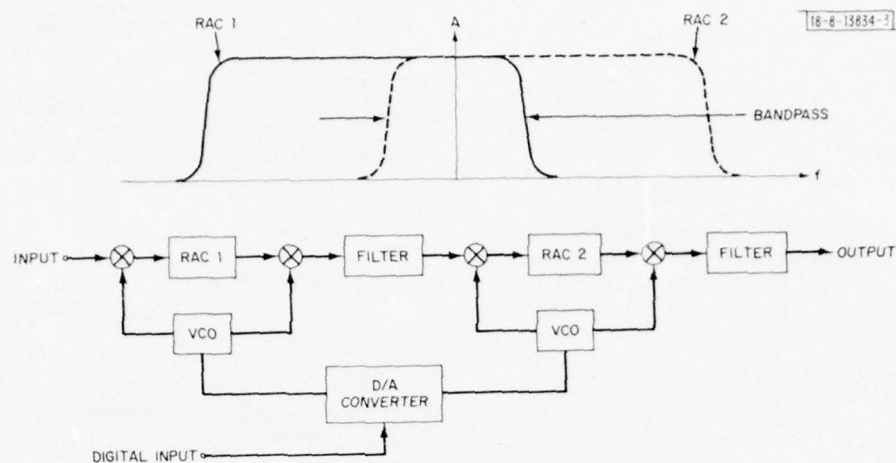 RAC 1
A
RAC 2
18-8-13834-3
BANDPASS
f
INPUT
RAC 1
FILTER
RAC 2
FILTER
OUTPUT
VCO
VCO
D/A
CONVERTER
DIGITAL INPUT